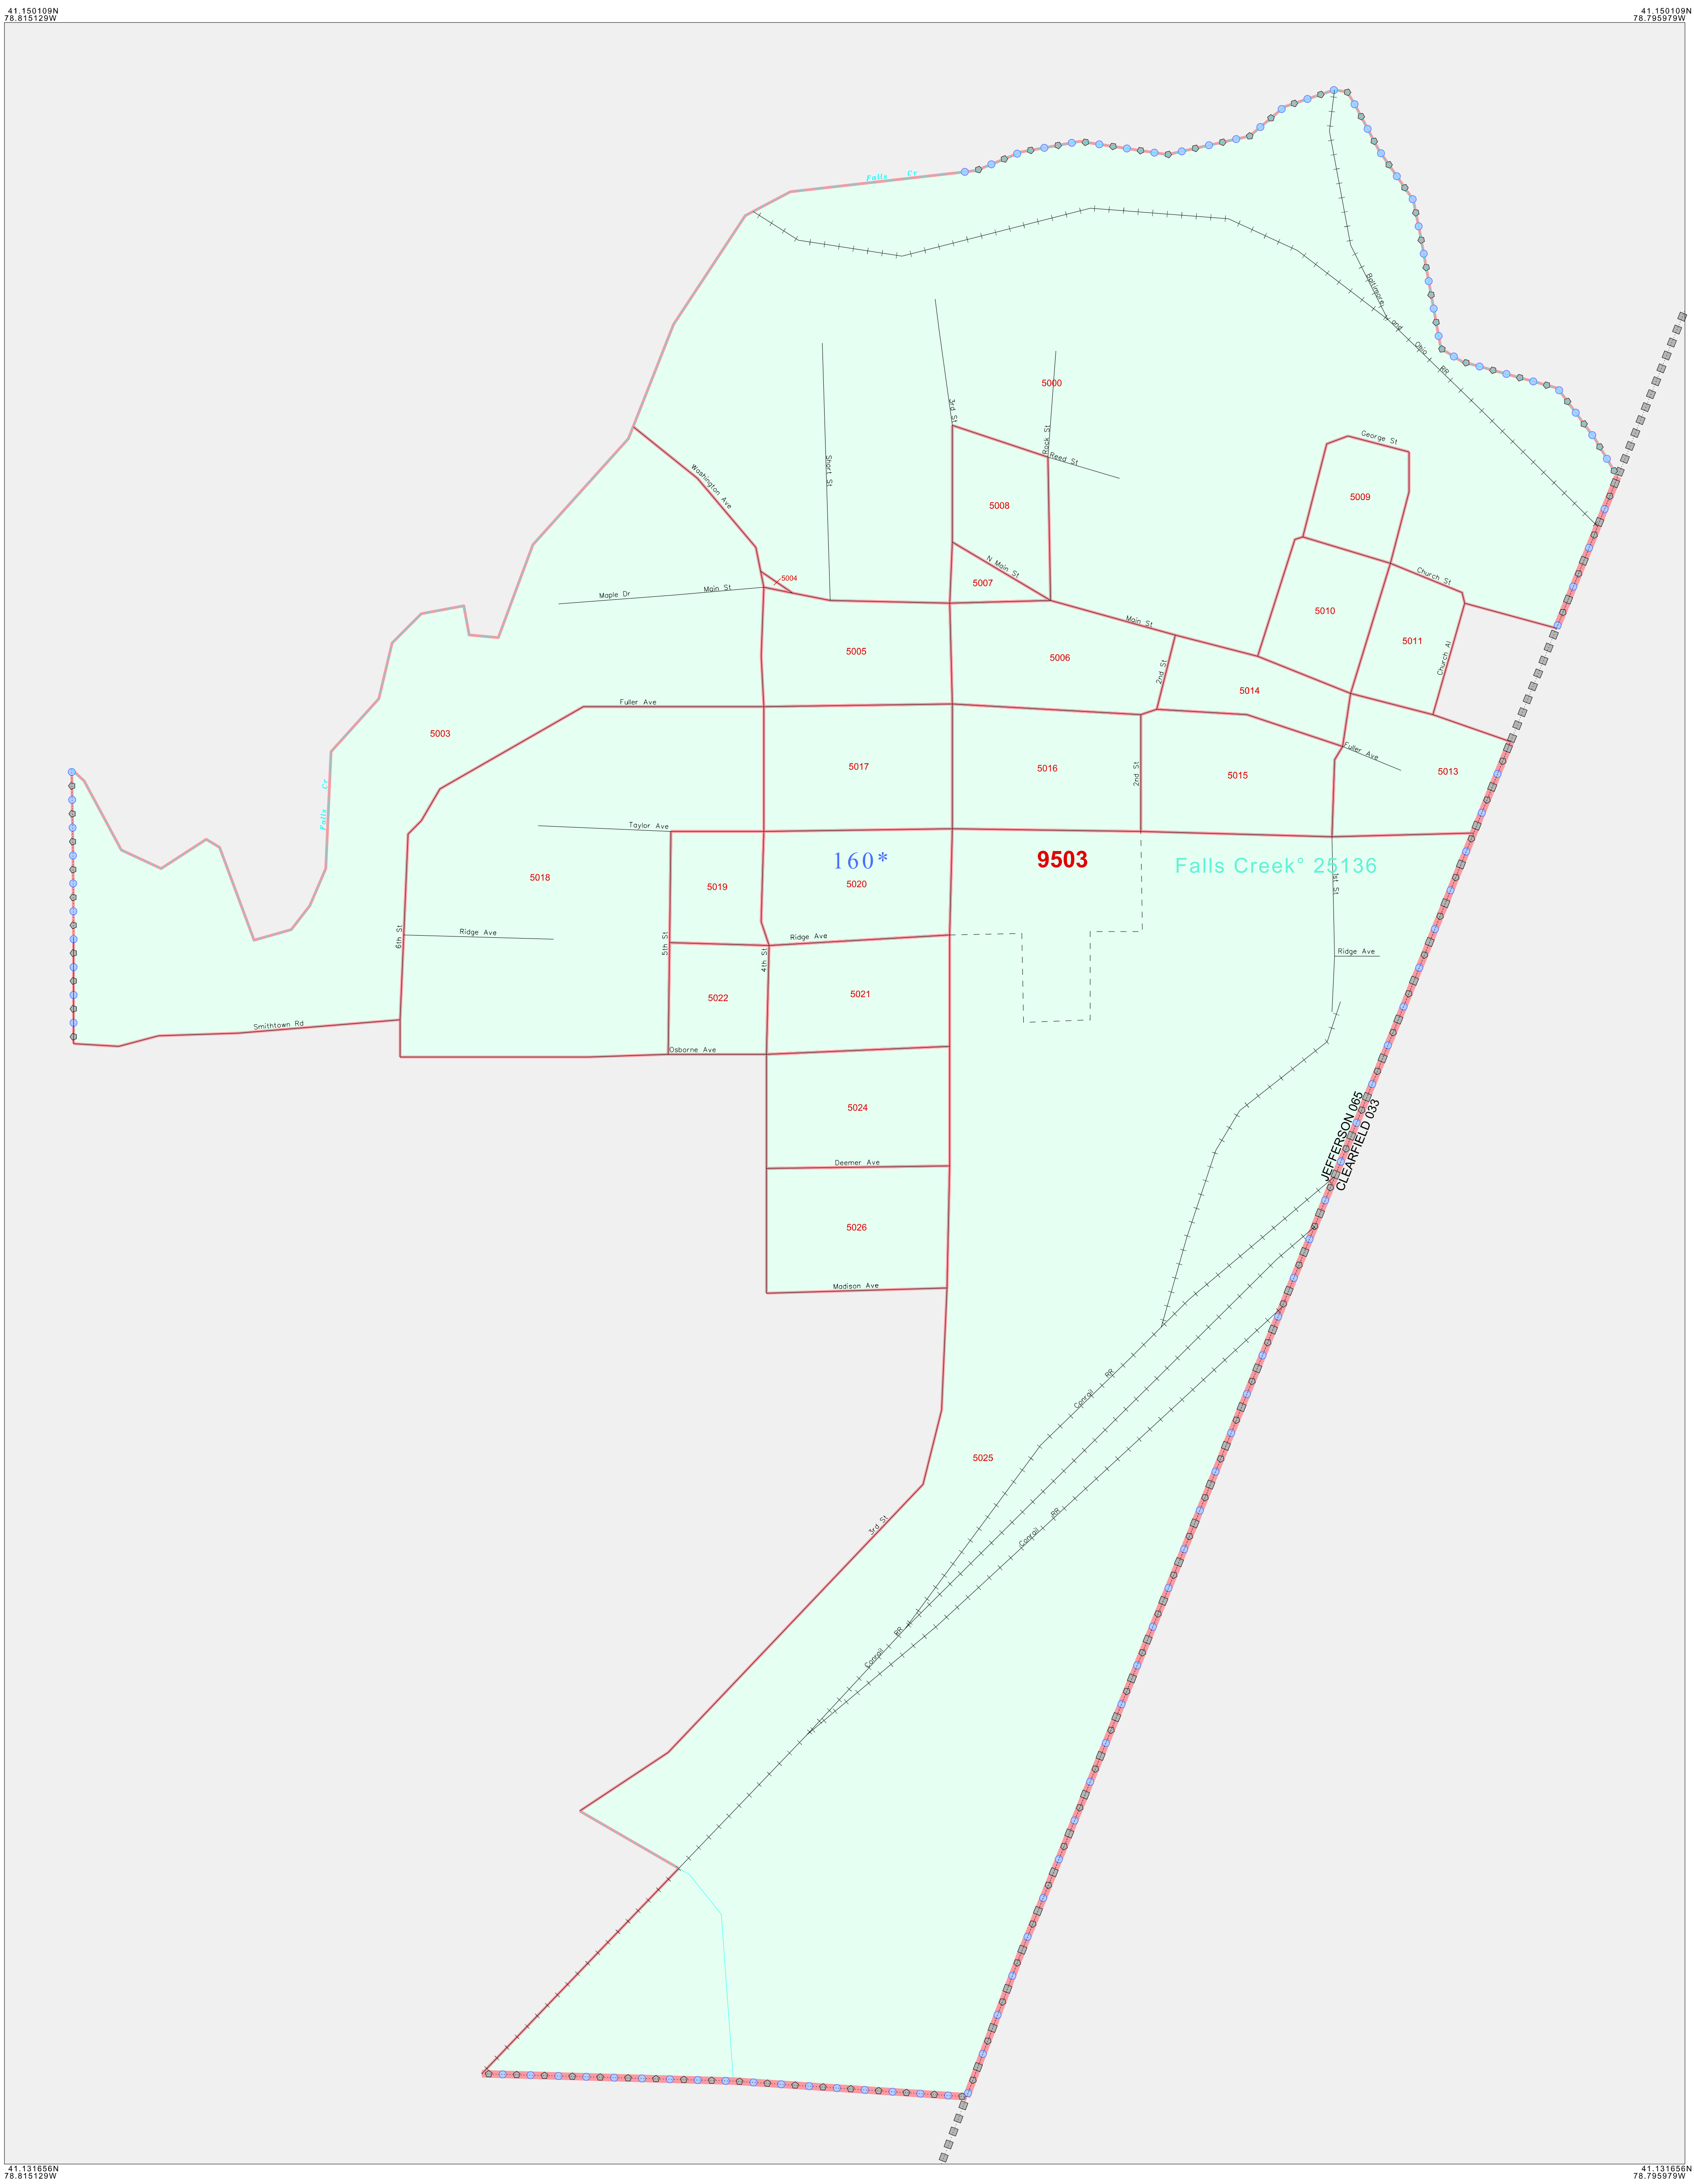 41.150109N
78.815129W
41.150109N
78.795979W
Falls Cr
Baltimore and Ohio RR
5000
3rd St
Rock St
Reed St
George St
Short St
Washington Ave
5009
5008
N Main St
5007
5004
Main St
Maple Dr
Church St
5010
Main St
5011
Church Al
5005
5006
2nd St
5014
Fuller Ave
5003
Fuller Ave
5017
5016
2nd St
5015
5013
Falls Cr
Taylor Ave
160*
9503
Falls Creek° 25136
5018
5019
5020
1st St
6th St
Ridge Ave
5th St
4th St
Ridge Ave
Ridge Ave
5022
5021
Smithtown Rd
Osborne Ave
5024
JEFFERSON 065
CLEARFIELD 033
Deemer Ave
5026
Madison Ave
Conrail RR
5025
3rd St
Conrail RR
Conrail RR
41.131656N
78.815129W
41.131656N
78.795979W